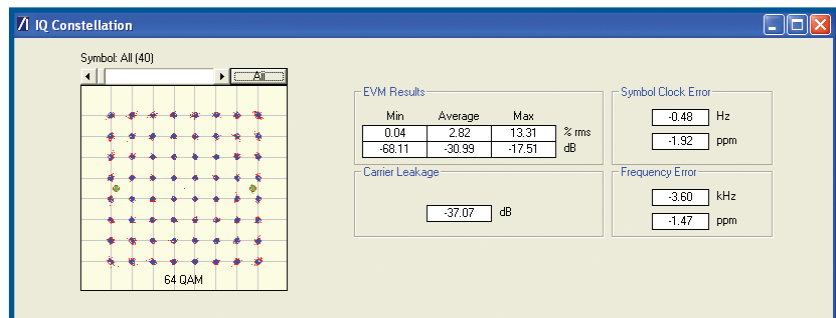 IQ Constellation
Symbol: All (40)
All
64 QAM
EVM Results
Min Average Max
0.04 2.82 13.31 % rms
-68.11 -30.99 -17.51 dB
Carrier Leakage
-37.07 dB
Symbol Clock Error
-0.48 Hz
-1.92 ppm
Frequency Error
-3.60 kHz
-1.47 ppm